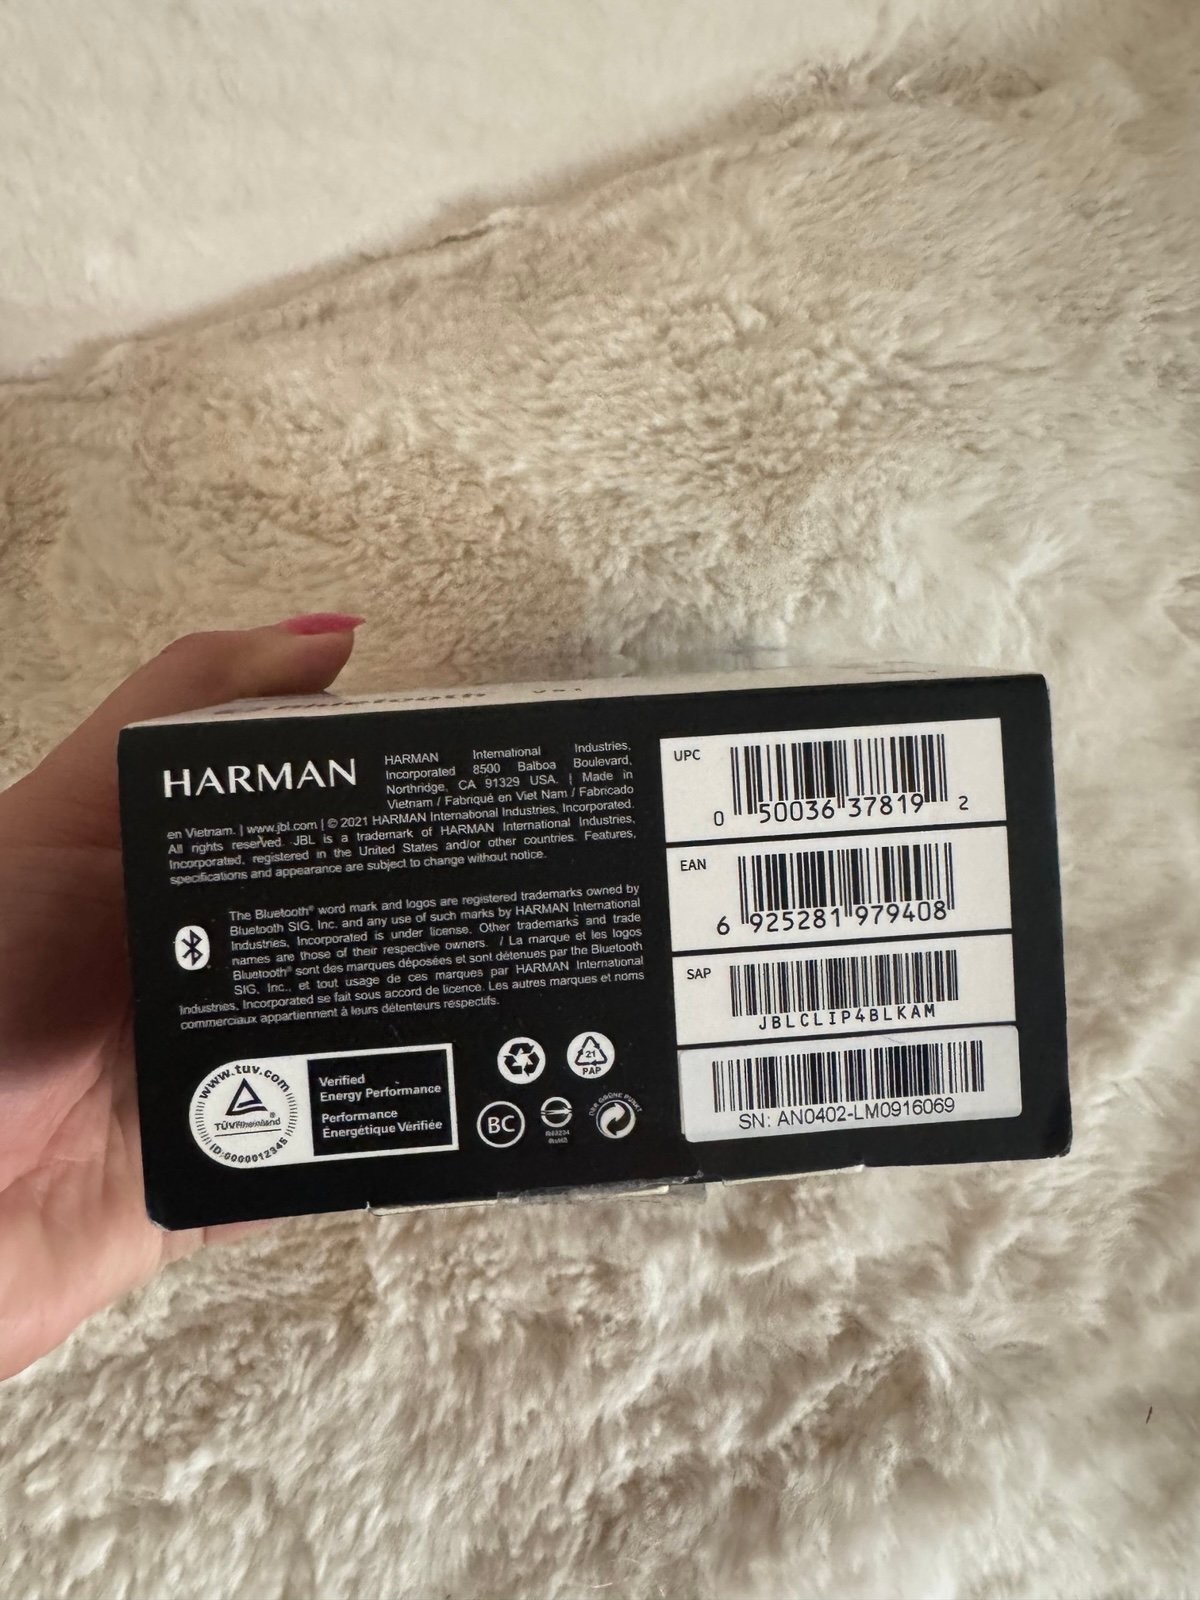 HARMAN
HARMAN International Industries,
Incorporated 8500 Balboa Boulevard,
Northridge, CA 91329 USA. | Made in
Vietnam / Fabriqué en Viet Nam / Fabricado
en Vietnam. | www.jbl.com | © 2021 HARMAN International Industries, Incorporated.
All rights reserved. JBL is a trademark of HARMAN International Industries,
Incorporated, registered in the United States and/or other countries. Features,
specifications and appearance are subject to change without notice.
The Bluetooth® word mark and logos are registered trademarks owned by
Bluetooth SIG, Inc. and any use of such marks by HARMAN International
Industries, Incorporated is under license. Other trademarks and trade
names are those of their respective owners. / La marque et les logos
Bluetooth® sont des marques déposées et sont détenues par the Bluetooth
SIG, Inc., et tout usage de ces marques par HARMAN International
Industries, Incorporated se fait sous accord de licence. Les autres marques et noms
commerciaux appartiennent à leurs détenteurs respectifs.
www.tuv.com
TÜVRheinland®
ID:0000012345
Verified
Energy Performance
Performance
Énergétique Vérifiée
21
PAP
BC
DER GRÜNE PUNKT
UPC
0 50036 37819 2
EAN
6 925281 979408
SAP
JBLCLIP4BLKAM
SN: AN0402-LM0916069